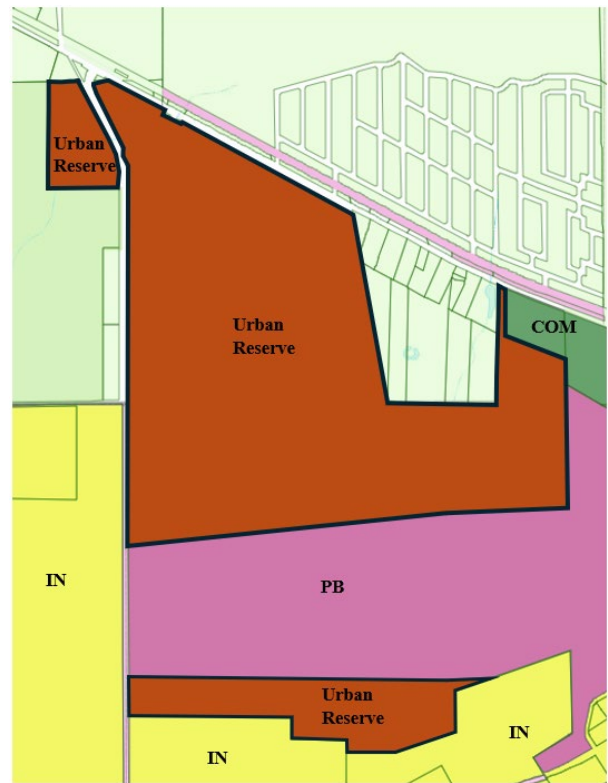 Urban
Reserve
Urban
Reserve
COM
IN
PB
Urban
Reserve
IN
IN